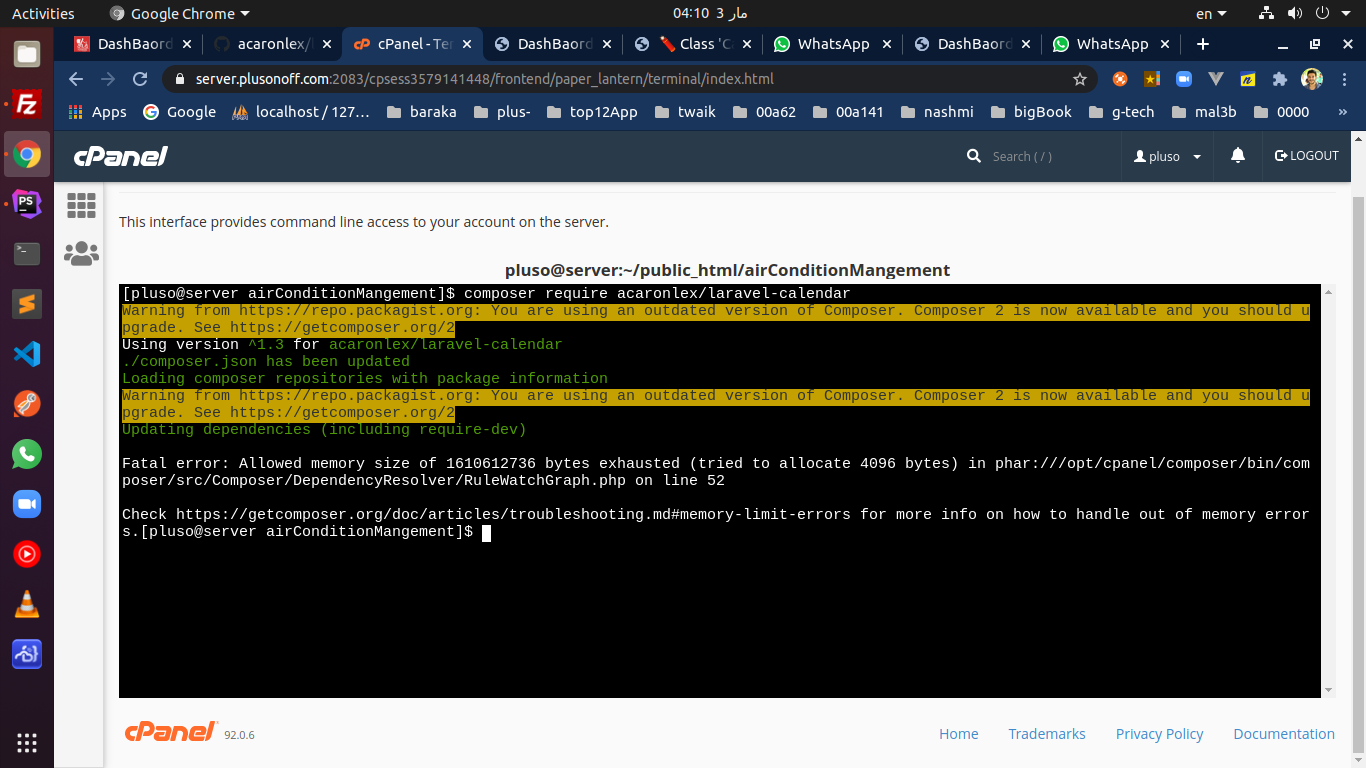 Activities
Google Chrome
04:10 3 مار
en
DashBaord
acaronlex/l
cPanel - Ter
DashBaord
Class 'Ca
WhatsApp
DashBaord
WhatsApp
server.plusonoff.com:2083/cpsess3579141448/frontend/paper_lantern/terminal/index.html
Apps
Google
localhost / 127…
baraka
plus-
top12App
twaik
00a62
00a141
nashmi
bigBook
g-tech
mal3b
0000
»
cPanel
Search ( / )
pluso
LOGOUT
This interface provides command line access to your account on the server.
pluso@server:~/public_html/airConditionMangement
[pluso@server airConditionMangement]$ composer require acaronlex/laravel-calendar
Warning from https://repo.packagist.org: You are using an outdated version of Composer. Composer 2 is now available and you should u
pgrade. See https://getcomposer.org/2
Using version ^1.3 for acaronlex/laravel-calendar
./composer.json has been updated
Loading composer repositories with package information
Warning from https://repo.packagist.org: You are using an outdated version of Composer. Composer 2 is now available and you should u
pgrade. See https://getcomposer.org/2
Updating dependencies (including require-dev)
Fatal error: Allowed memory size of 1610612736 bytes exhausted (tried to allocate 4096 bytes) in phar:///opt/cpanel/composer/bin/com
poser/src/Composer/DependencyResolver/RuleWatchGraph.php on line 52
Check https://getcomposer.org/doc/articles/troubleshooting.md#memory-limit-errors for more info on how to handle out of memory error
s.[pluso@server airConditionMangement]$
cPanel 92.0.6
Home
Trademarks
Privacy Policy
Documentation